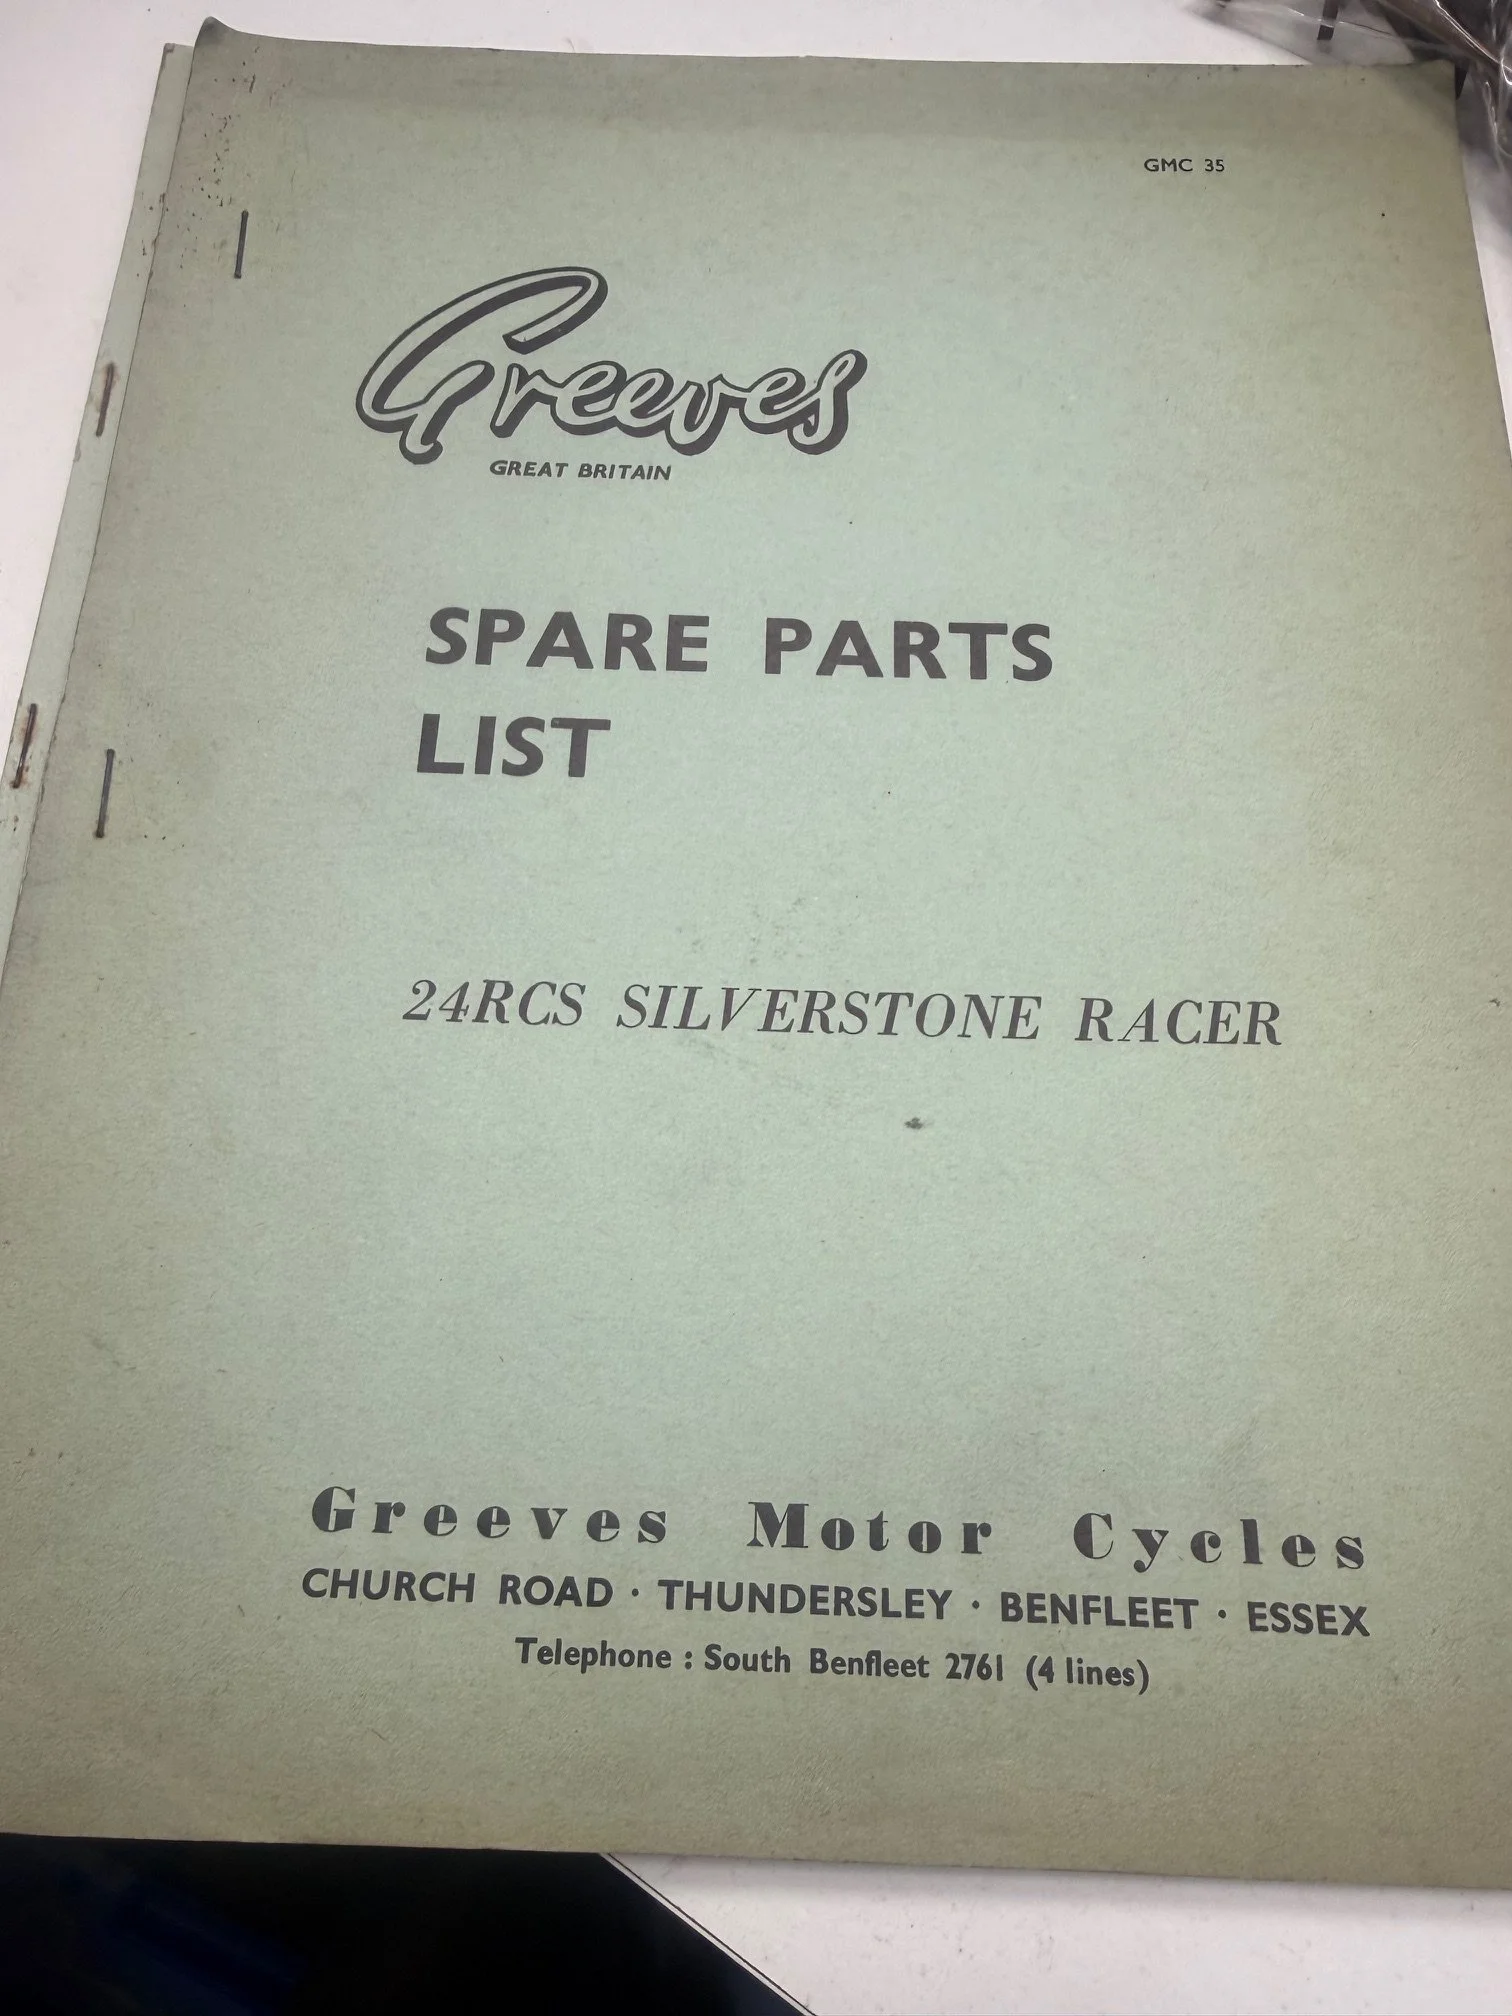 GMC 35
Greeves
GREAT BRITAIN
SPARE PARTS
LIST
24RCS SILVERSTONE RACER
Greeves Motor Cycles
CHURCH ROAD · THUNDERSLEY · BENFLEET · ESSEX
Telephone : South Benfleet 2761 (4 lines)